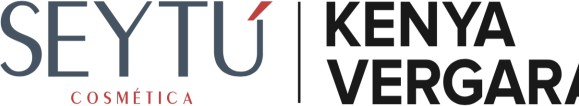 SEYTÚ
COSMÉTICA
KENYA
VERGARA